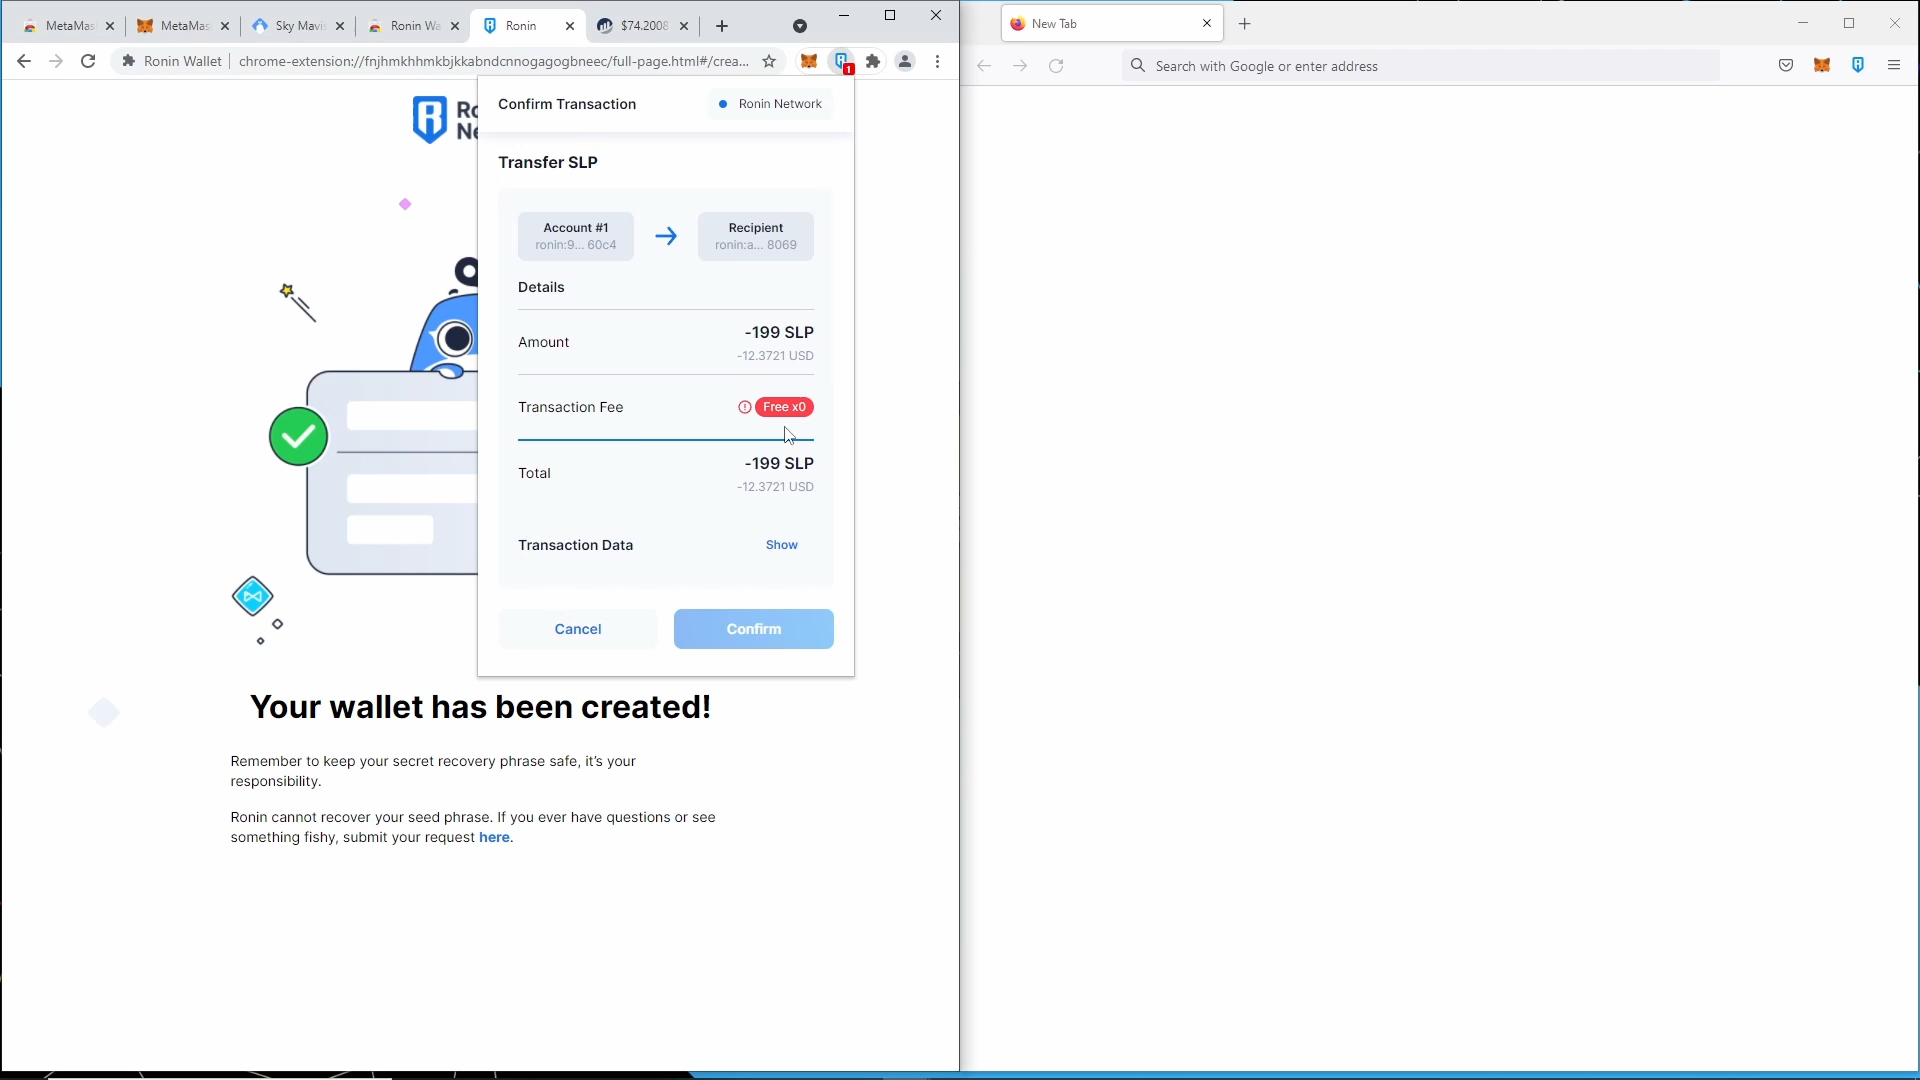 MetaMas
MetaMas
Sky Mavis
Ronin Wa
Ronin
$74.2008
New Tab
Ronin Wallet
chrome-extension://fnjhmkhhmkbjkkabndcnnogagogbneec/full-page.html#/crea...
1
Search with Google or enter address
Confirm Transaction
Ronin Network
Transfer SLP
Account #1
ronin:9... 60c4
Recipient
ronin:a... 8069
Details
Amount
-199 SLP
-12.3721 USD
Transaction Fee
Free x0
Total
-199 SLP
-12.3721 USD
Transaction Data
Show
Cancel
Confirm
Your wallet has been created!
Remember to keep your secret recovery phrase safe, it's your
responsibility.
Ronin cannot recover your seed phrase. If you ever have questions or see
something fishy, submit your request here.